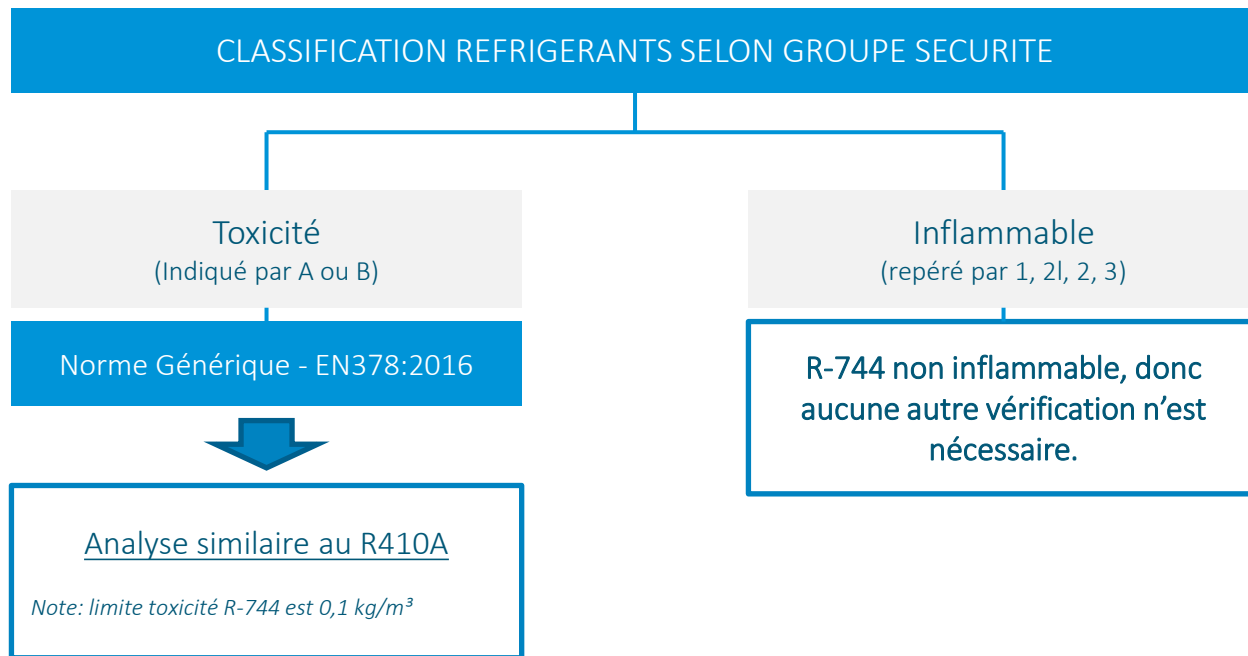 CLASSIFICATION REFRIGERANTS SELON GROUPE SECURITE
Toxicité
(Indiqué par A ou B)
Norme Générique - EN378:2016
Analyse similaire au R410A
Note: limite toxicité R-744 est 0,1 kg/m³
Inflammable
(repéré par 1, 2l, 2, 3)
R-744 non inflammable, donc
aucune autre vérification n’est
nécessaire.